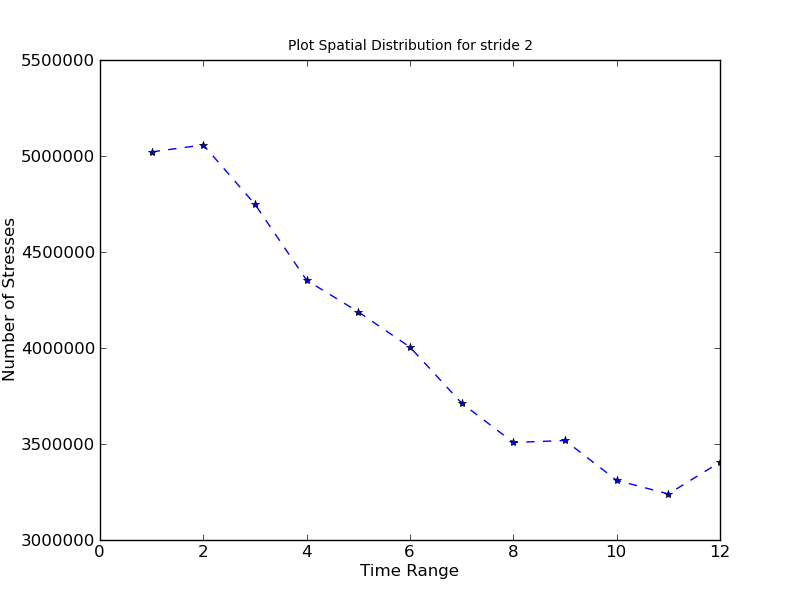 Plot Spatial Distribution for stride 2
5500000
5000000
4500000
4000000
3500000
3000000
Number of Stresses
0 2 4 6 8 10 12
Time Range